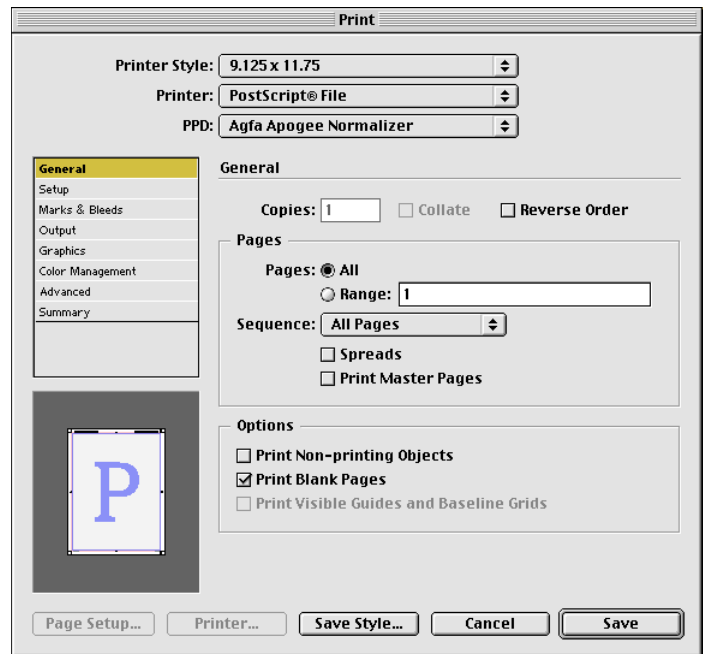 Print
Printer Style: 9.125 x 11.75
Printer: PostScript® File
PPD: Agfa Apogee Normalizer
General
Setup
Marks & Bleeds
Output
Graphics
Color Management
Advanced
Summary
General
Copies: 1 Collate Reverse Order
Pages
Pages: All
Range: 1
Sequence: All Pages
Spreads
Print Master Pages
Options
Print Non-printing Objects
Print Blank Pages
Print Visible Guides and Baseline Grids
P
Page Setup... Printer... Save Style... Cancel Save